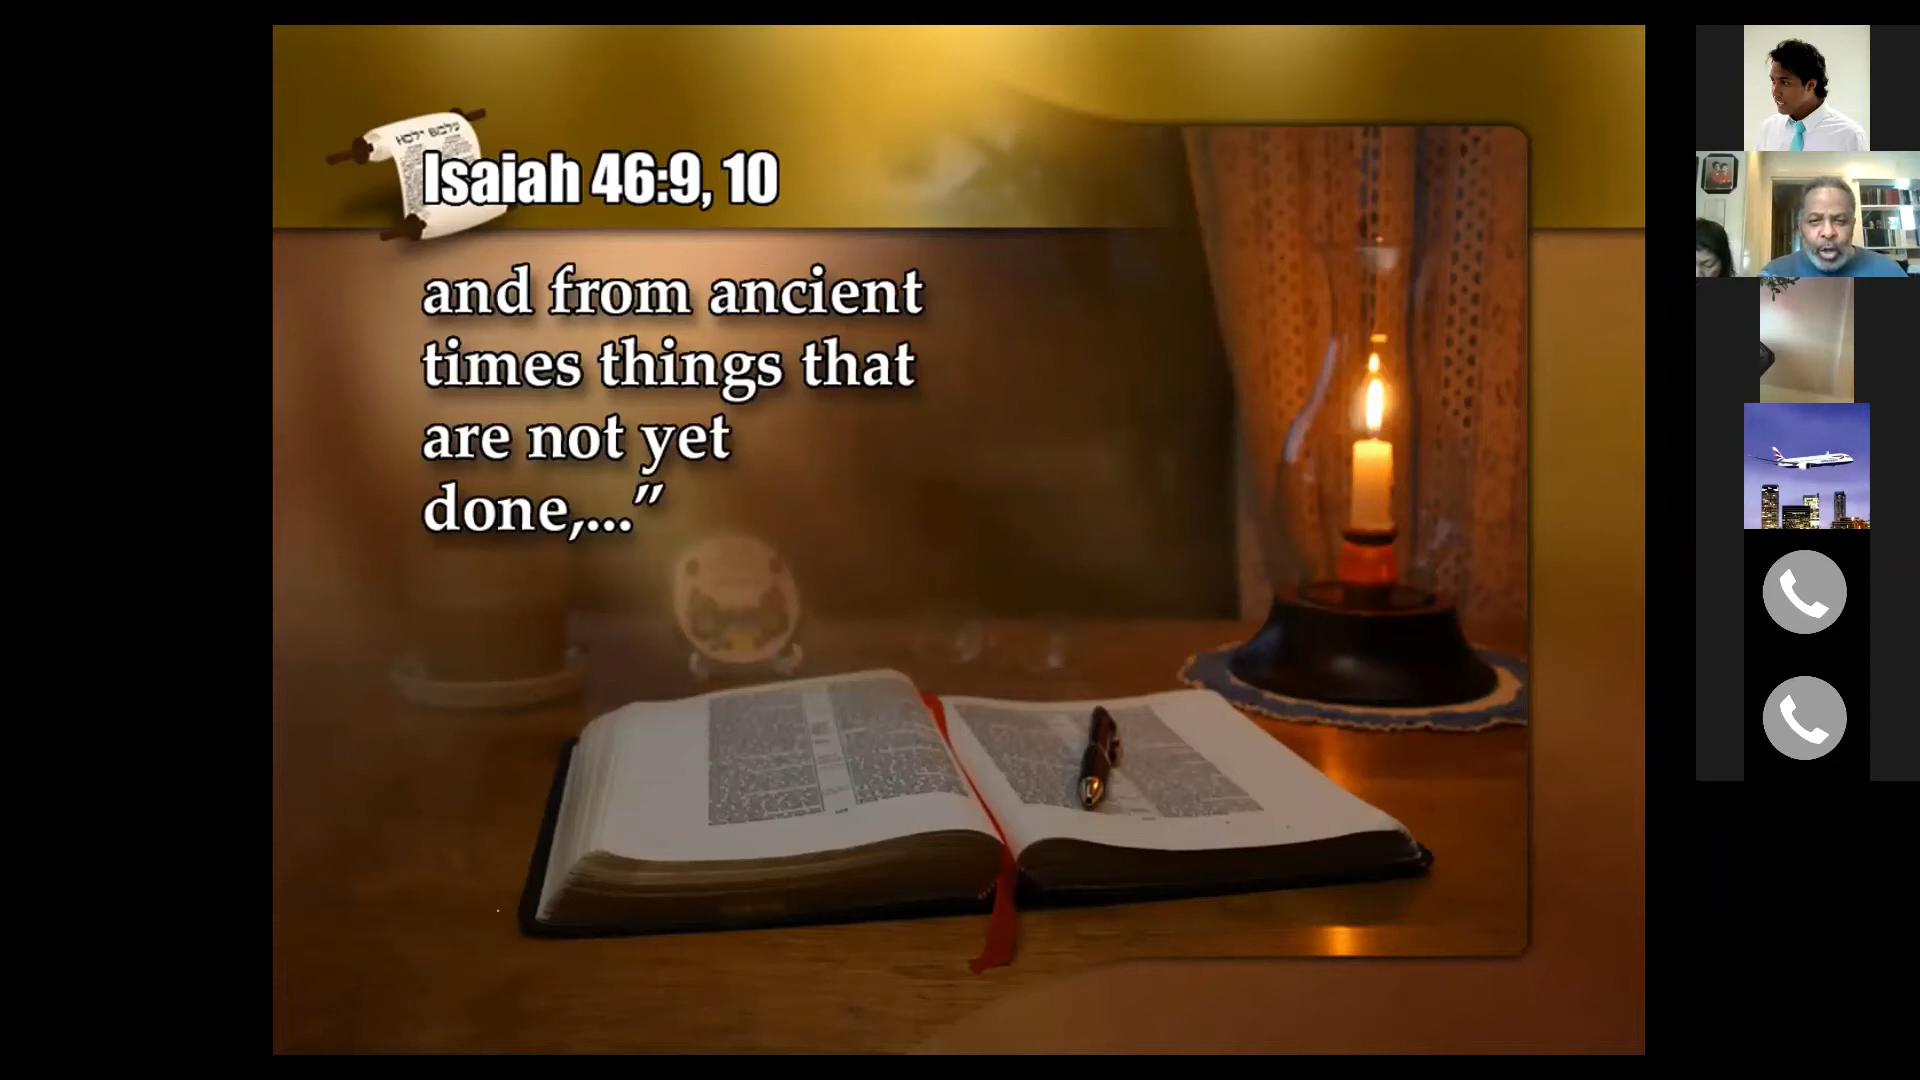 Isaiah 46:9, 10
and from ancient
times things that
are not yet
done,...”